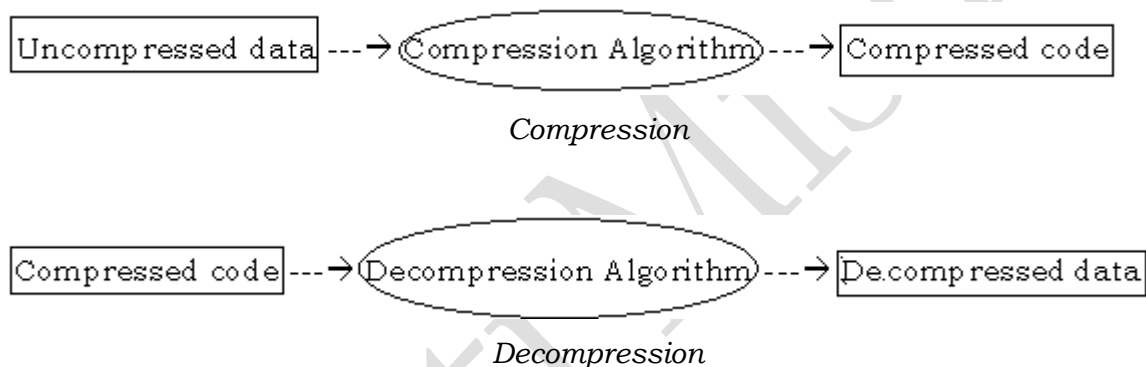 Uncompressed data ---→ Compression Algorithm ---→ Compressed code
Compression
Compressed code ---→ Decompression Algorithm ---→ De.compressed data
Decompression